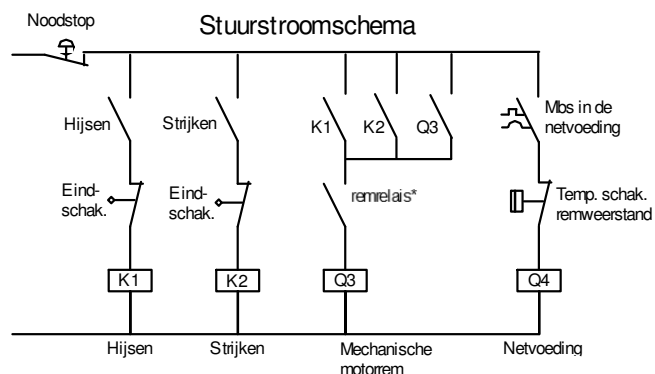 Stuurstroomschema
Noodstop
Hijsen
Strijken
K1
K2
Q3
Mbs in de
netvoeding
Eind-
schak.
Eind-
schak.
remrelais*
Temp. schak.
remweerstand
K1
K2
Q3
Q4
Hijsen
Strijken
Mechanische
motorrem
Netvoeding